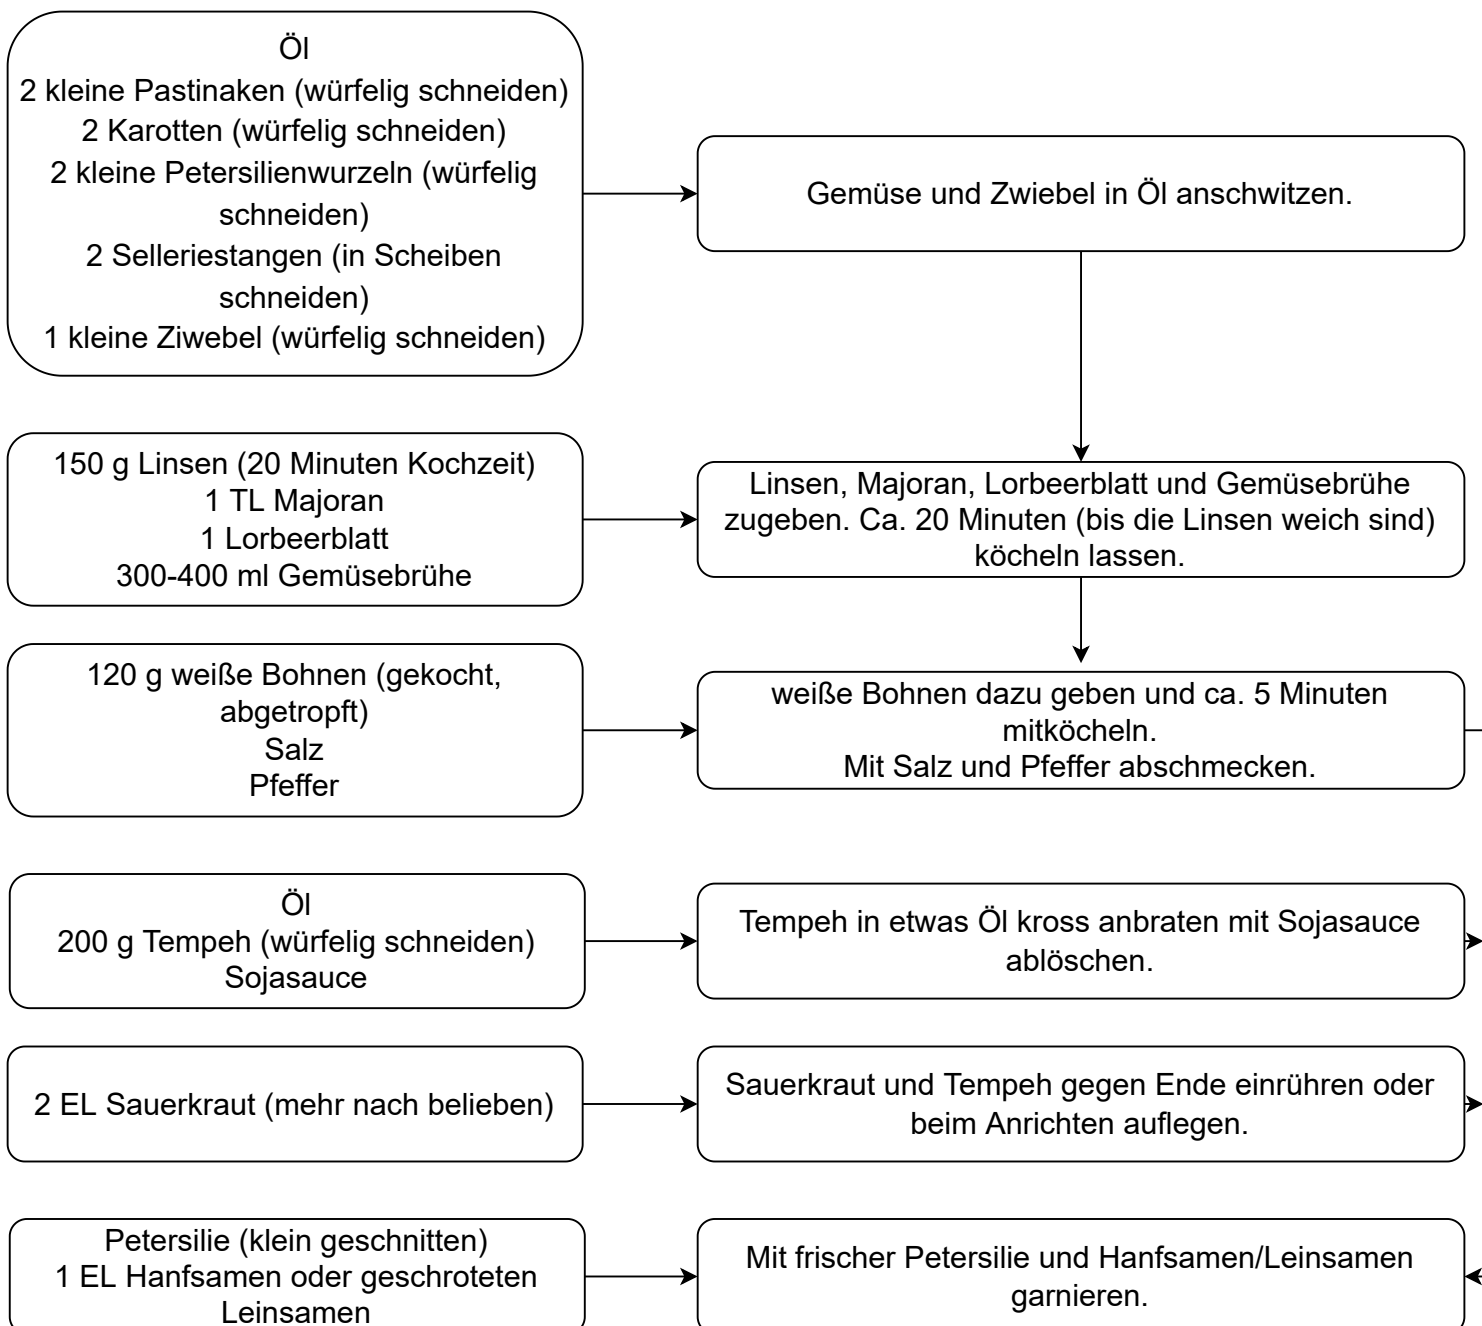 Öl
2 kleine Pastinaken (würfelig schneiden)
2 Karotten (würfelig schneiden)
2 kleine Petersilienwurzeln (würfelig
schneiden)
2 Selleriestangen (in Scheiben
schneiden)
1 kleine Ziwebel (würfelig schneiden)
Gemüse und Zwiebel in Öl anschwitzen.
150 g Linsen (20 Minuten Kochzeit)
1 TL Majoran
1 Lorbeerblatt
300-400 ml Gemüsebrühe
Linsen, Majoran, Lorbeerblatt und Gemüsebrühe
zugeben. Ca. 20 Minuten (bis die Linsen weich sind)
köcheln lassen.
120 g weiße Bohnen (gekocht,
abgetropft)
Salz
Pfeffer
weiße Bohnen dazu geben und ca. 5 Minuten
mitköcheln.
Mit Salz und Pfeffer abschmecken.
Öl
200 g Tempeh (würfelig schneiden)
Sojasauce
Tempeh in etwas Öl kross anbraten mit Sojasauce
ablöschen.
2 EL Sauerkraut (mehr nach belieben)
Sauerkraut und Tempeh gegen Ende einrühren oder
beim Anrichten auflegen.
Petersilie (klein geschnitten)
1 EL Hanfsamen oder geschroteten
Leinsamen
Mit frischer Petersilie und Hanfsamen/Leinsamen
garnieren.